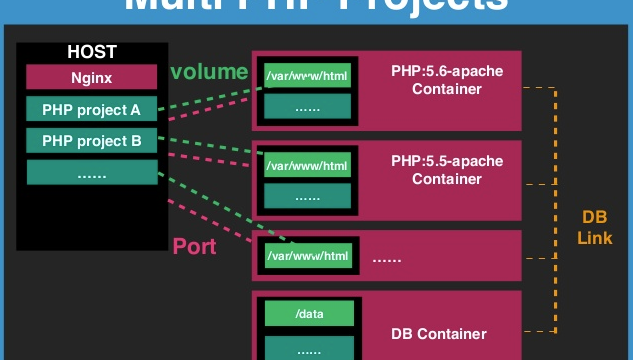 Multi PHP Projects
HOST
Nginx
PHP project A
PHP project B
......
volume
Port
/var/www/html
......
PHP:5.6-apache
Container
/var/www/html
......
PHP:5.5-apache
Container
/var/www/html
......
/data
......
DB Container
DB
Link